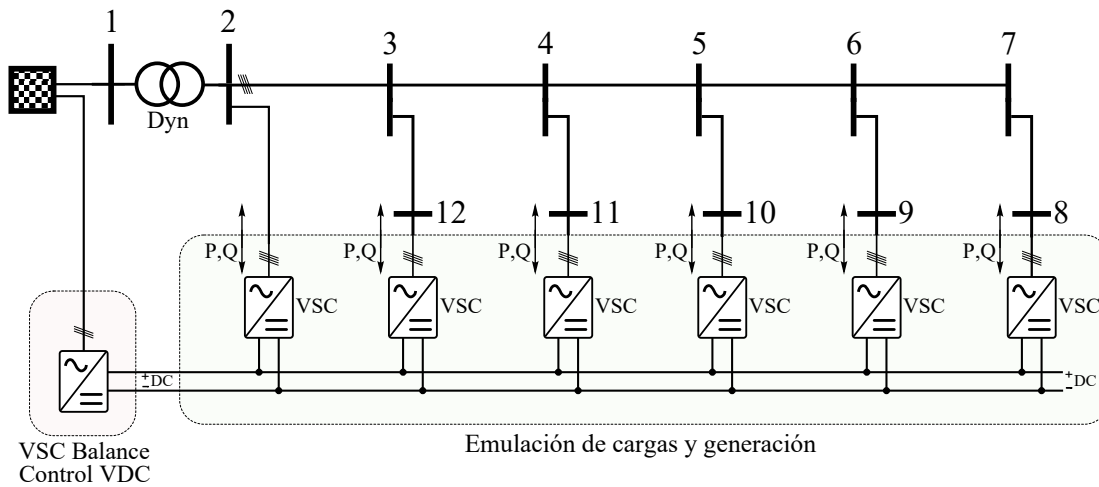 1
2
3
4
5
6
7
Dyn
12
11
10
9
8
P,Q
P,Q
P,Q
P,Q
P,Q
P,Q
VSC
VSC
VSC
VSC
VSC
VSC
+
- DC
+
- DC
VSC Balance
Control VDC
Emulación de cargas y generación